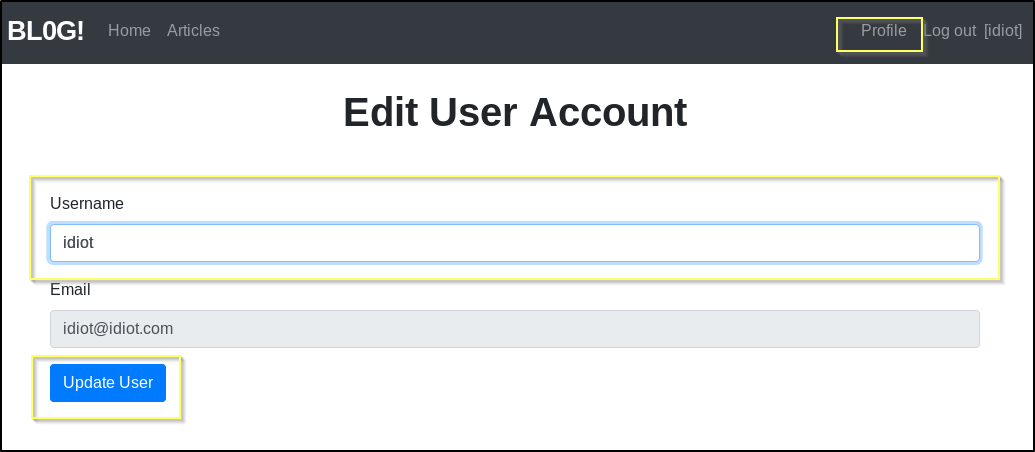 BL0G! Home Articles Profile Log out [idiot]
Edit User Account
Username
idiot
Email
idiot@idiot.com
Update User